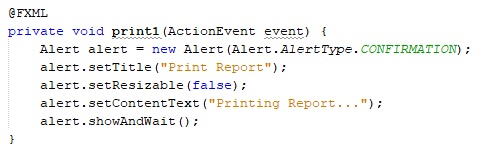 @FXML
private void print1(ActionEvent event) {
    Alert alert = new Alert(Alert.AlertType.CONFIRMATION);
    alert.setTitle("Print Report");
    alert.setResizable(false);
    alert.setContentText("Printing Report...");
    alert.showAndWait();
}